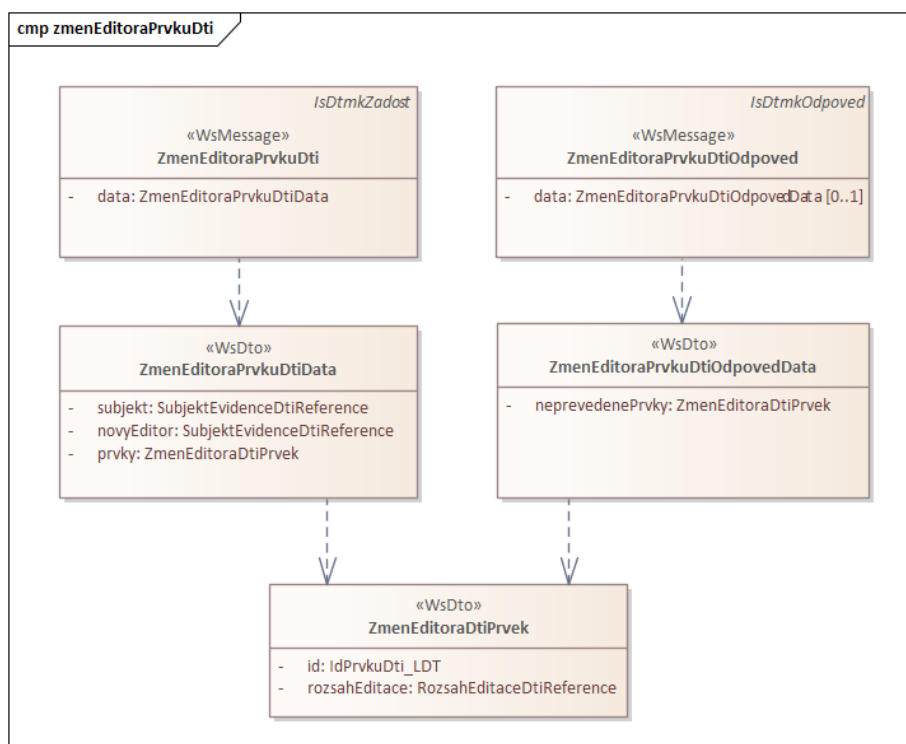 cmp zmenEditoraPrvkuDti
IsDtmkZadost
«WsMessage»
ZmenEditoraPrvkuDti
- data: ZmenEditoraPrvkuDtiData
IsDtmkOdpoved
«WsMessage»
ZmenEditoraPrvkuDtiOdpoved
- data: ZmenEditoraPrvkuDtiOdpovedData [0..1]
«WsDto»
ZmenEditoraPrvkuDtiData
- subjekt: SubjektEvidenceDtiReference
- novyEditor: SubjektEvidenceDtiReference
- prvky: ZmenEditoraDtiPrvek
«WsDto»
ZmenEditoraPrvkuDtiOdpovedData
- neprevedenePrvky: ZmenEditoraDtiPrvek
«WsDto»
ZmenEditoraDtiPrvek
- id: IdPrvkuDti_LDT
- rozsahEditace: RozsahEditaceDtiReference